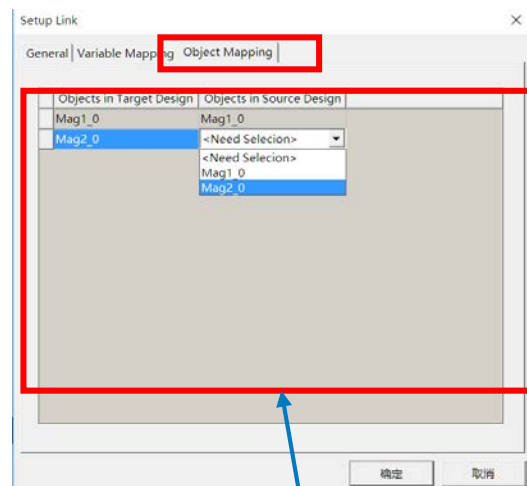 Setup Link
General Variable Mapping Object Mapping
Objects in Target Design Objects in Source Design
Mag1_0 Mag1_0
Mag2_0 <Need Selecion>
<Need Selecion>
Mag1_0
Mag2_0
确定 取消